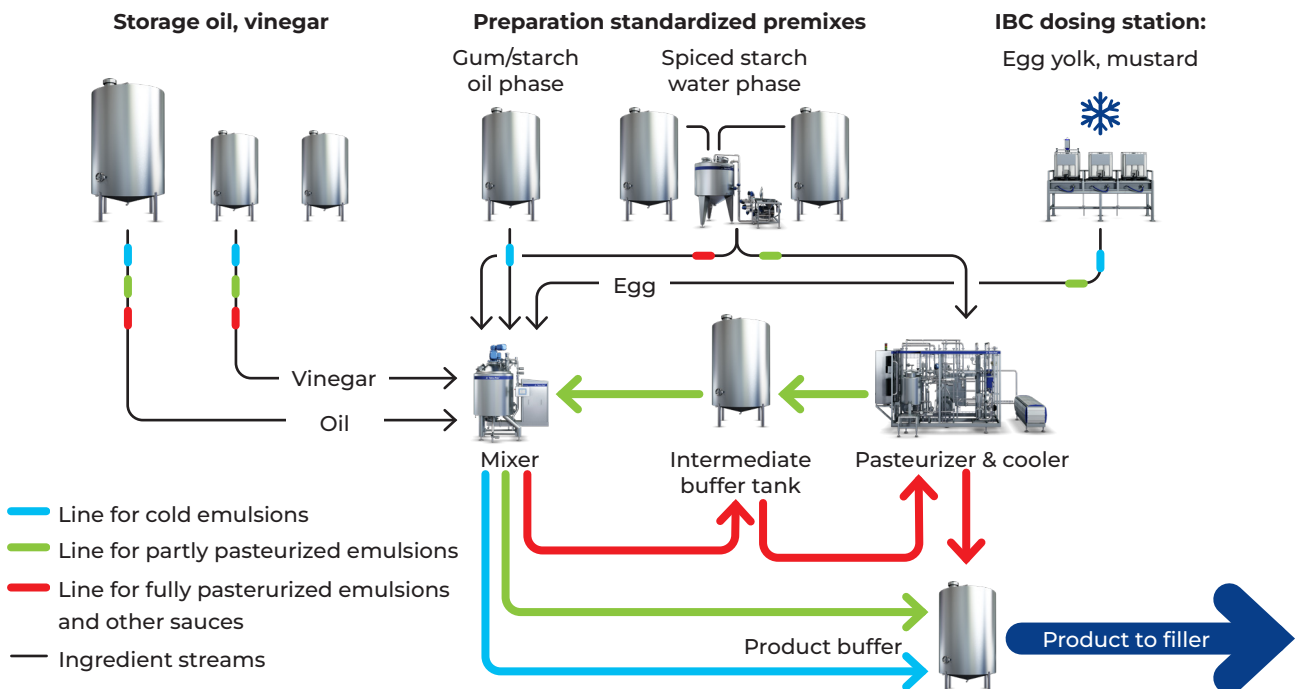 Storage oil, vinegar
Preparation standardized premixes
IBC dosing station:
Gum/starch
oil phase
Spiced starch
water phase
Egg yolk, mustard
Egg
Vinegar
Oil
Mixer
Intermediate
buffer tank
Pasteurizer & cooler
Line for cold emulsions
Line for partly pasteurized emulsions
Line for fully pasterurized emulsions
and other sauces
Ingredient streams
Product buffer
Product to filler